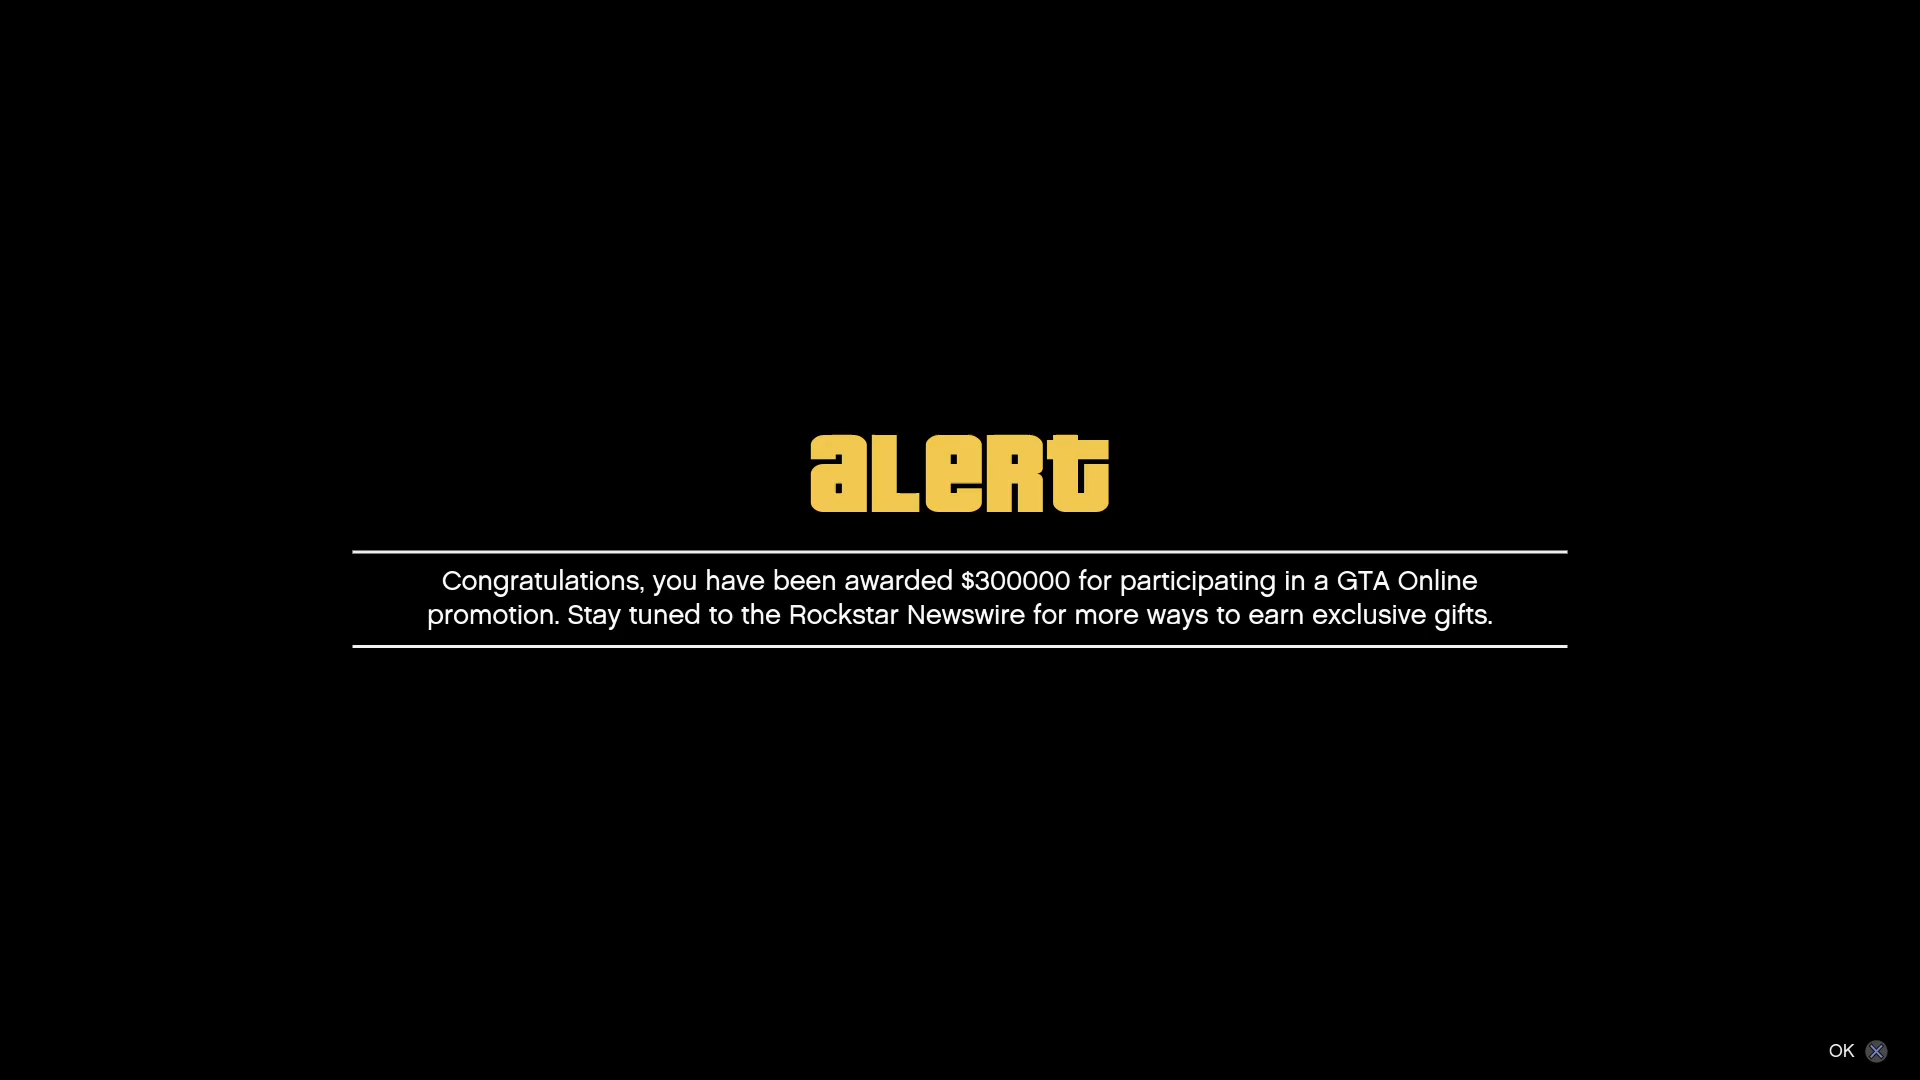 aLeRt
Congratulations, you have been awarded $300000 for participating in a GTA Online
promotion. Stay tuned to the Rockstar Newswire for more ways to earn exclusive gifts.
OK